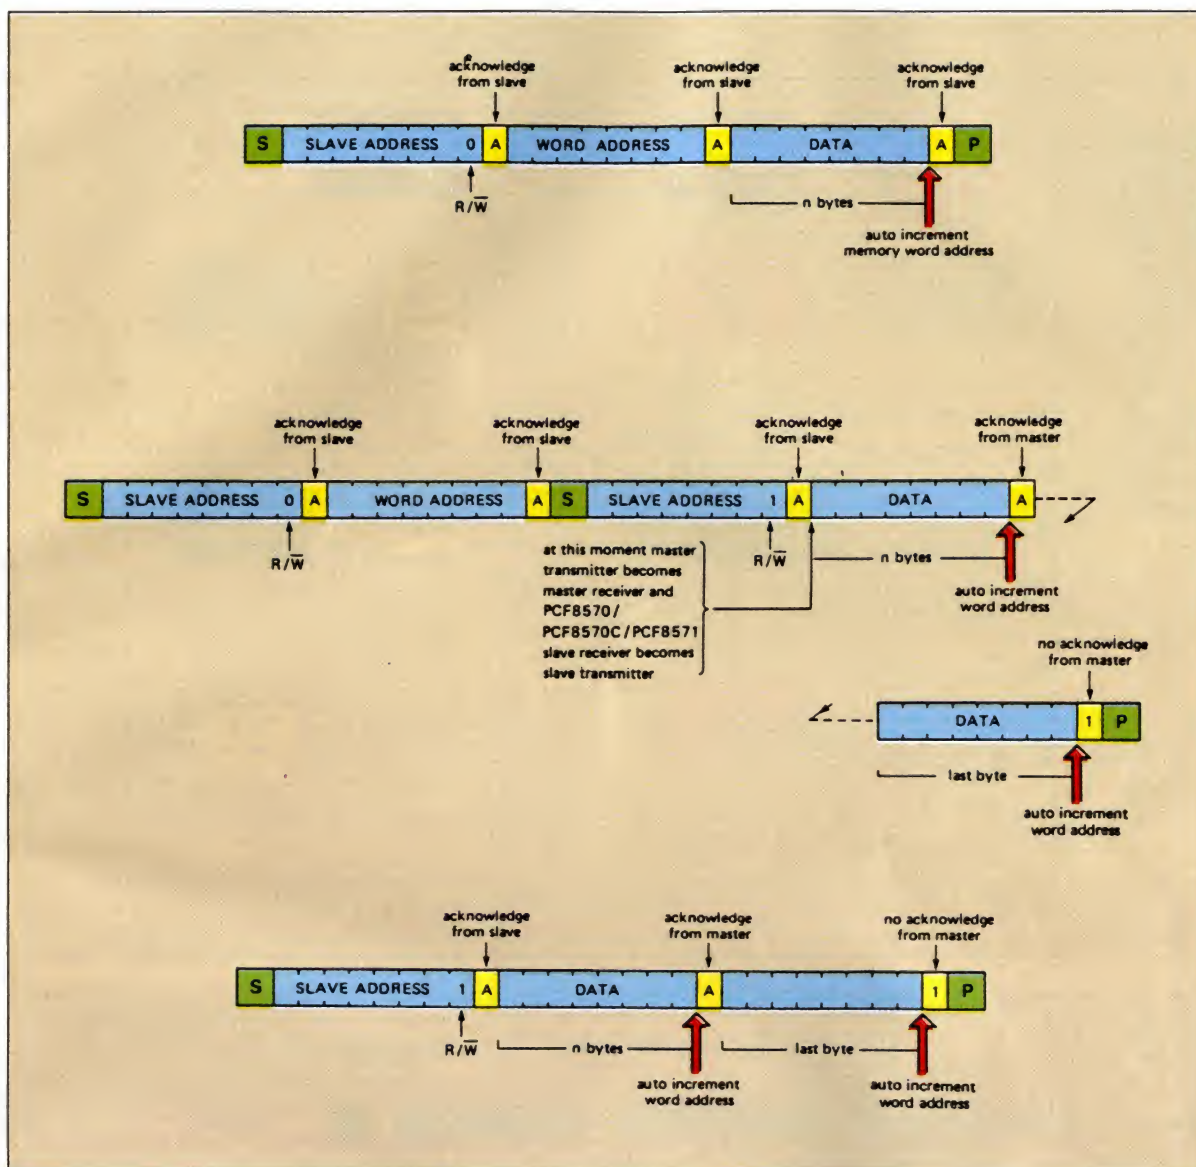 acknowledge
from slave
acknowledge
from slave
acknowledge
from slave
S SLAVE ADDRESS 0 A WORD ADDRESS A DATA A P
R/W̅
n bytes
auto increment
memory word address
acknowledge
from slave
acknowledge
from slave
acknowledge
from slave
acknowledge
from master
S SLAVE ADDRESS 0 A WORD ADDRESS A S SLAVE ADDRESS 1 A DATA A
R/W̅
R/W̅
at this moment master
transmitter becomes
master receiver and
PCF8570/
PCF8570C/PCF8571
slave receiver becomes
slave transmitter
n bytes
auto increment
word address
no acknowledge
from master
DATA 1 P
last byte
auto increment
word address
acknowledge
from slave
acknowledge
from master
no acknowledge
from master
S SLAVE ADDRESS 1 A DATA A 1 P
R/W̅
n bytes
last byte
auto increment
word address
auto increment
word address